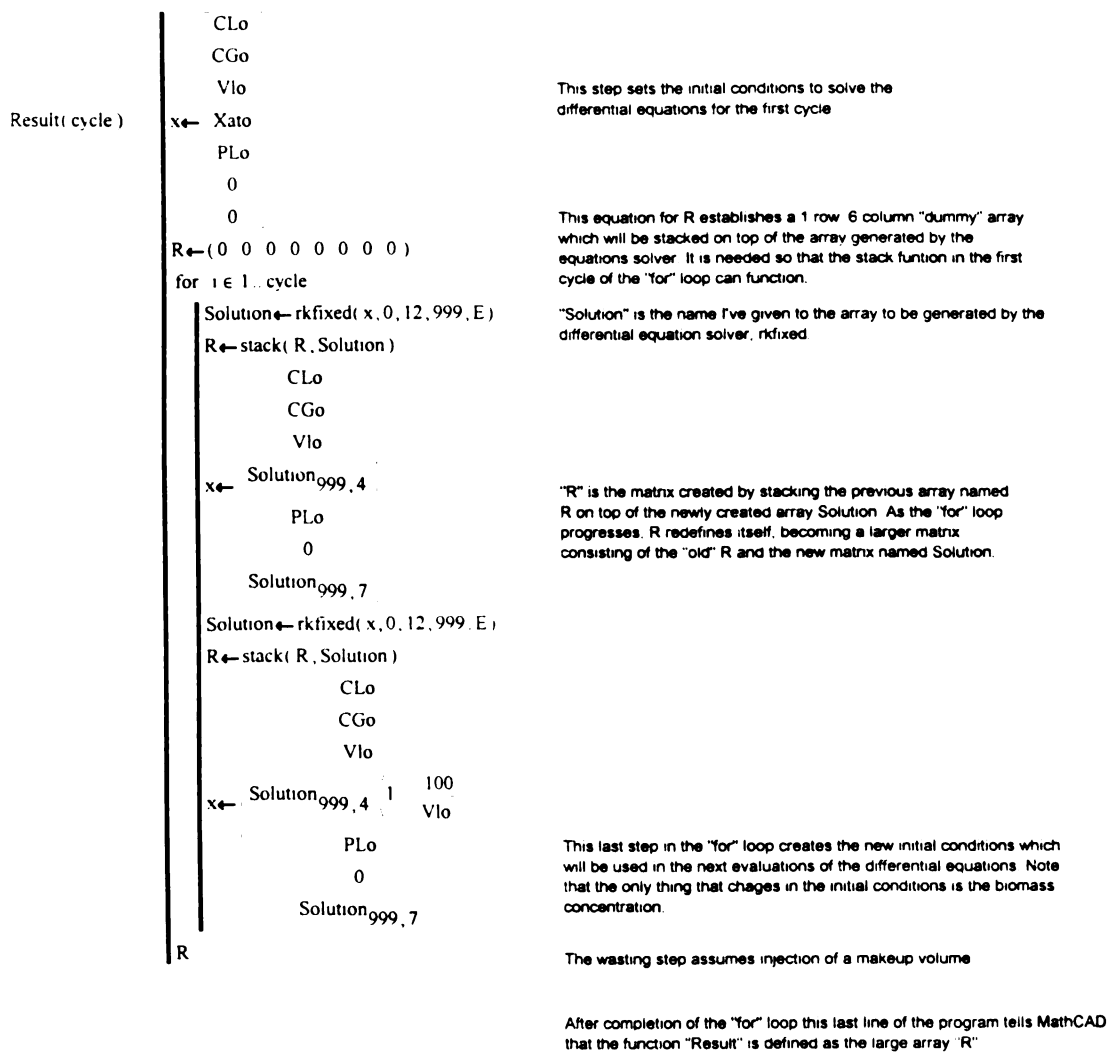 CLo
CGo
Vlo
This step sets the initial conditions to solve the
differential equations for the first cycle
Result( cycle ) x← Xato
PLo
0
0
This equation for R establishes a 1 row 6 column "dummy" array
which will be stacked on top of the array generated by the
equations solver It is needed so that the stack funtion in the first
cycle of the "for" loop can function.
R←( 0 0 0 0 0 0 0 0 )
for i ∈ 1.. cycle
Solution← rkfixed( x, 0, 12, 999, E )
"Solution" is the name I've given to the array to be generated by the
differential equation solver, rkfixed
R← stack( R, Solution )
CLo
CGo
Vlo
x← Solution999, 4
"R" is the matrix created by stacking the previous array named
R on top of the newly created array Solution As the "for" loop
progresses, R redefines itself, becoming a larger matrix
consisting of the "old" R and the new matrix named Solution.
PLo
0
Solution999, 7
Solution← rkfixed( x, 0, 12, 999. E )
R← stack( R, Solution )
CLo
CGo
Vlo
x← Solution999, 4 1 100
Vlo
PLo
0
Solution999, 7
This last step in the "for" loop creates the new initial conditions which
will be used in the next evaluations of the differential equations Note
that the only thing that chages in the initial conditions is the biomass
concentration.
R
The wasting step assumes injection of a makeup volume
After completion of the "for" loop this last line of the program tells MathCAD
that the function "Result" is defined as the large array "R"